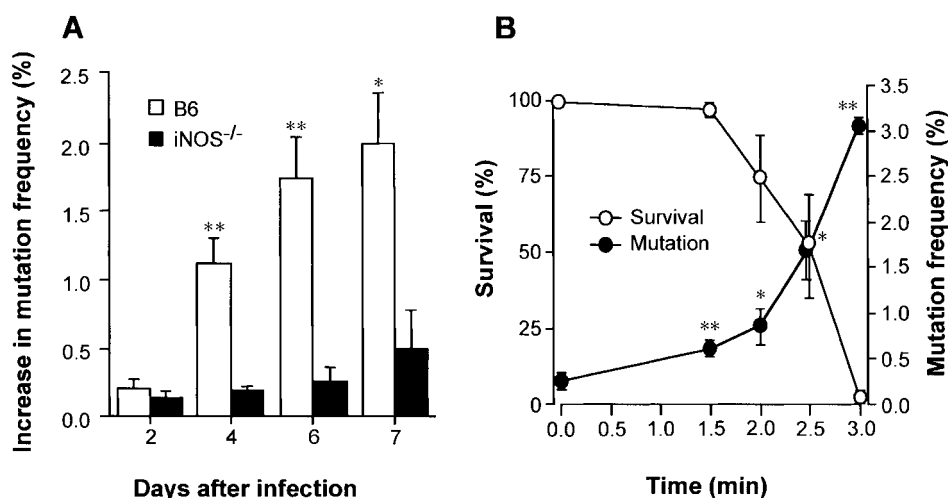 A
Increase in mutation frequency (%)
2.5
2.0
1.5
1.0
0.5
0.0
B6
iNOS-/-
**
**
*
2 4 6 7
Days after infection
B
Survival (%)
100
75
50
25
0
Survival
Mutation
**
*
*
**
3.5
3.0
2.5
2.0
1.5
1.0
0.5
0.0
Mutation frequency (%)
0.0 0.5 1.0 1.5 2.0 2.5 3.0
Time (min)